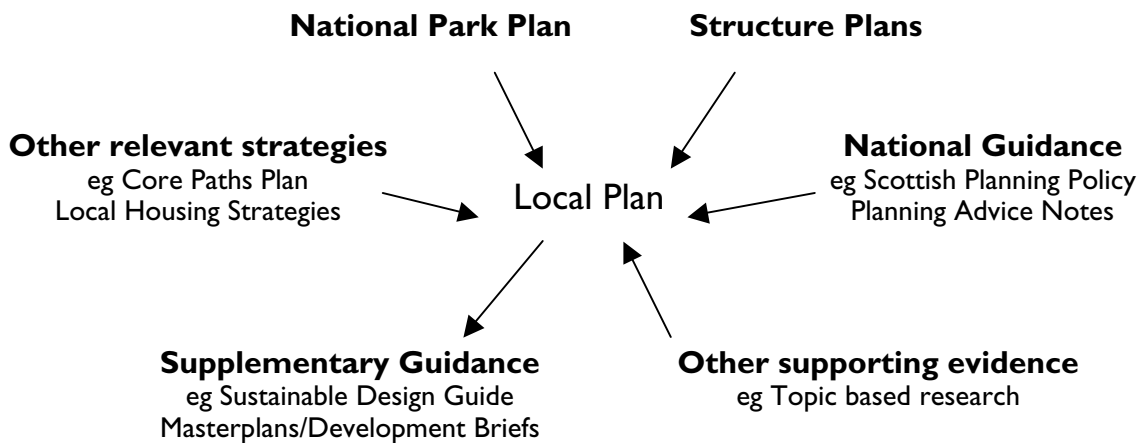 National Park Plan
Structure Plans
Other relevant strategies
eg Core Paths Plan
Local Housing Strategies
National Guidance
eg Scottish Planning Policy
Planning Advice Notes
Local Plan
Supplementary Guidance
eg Sustainable Design Guide
Masterplans/Development Briefs
Other supporting evidence
eg Topic based research